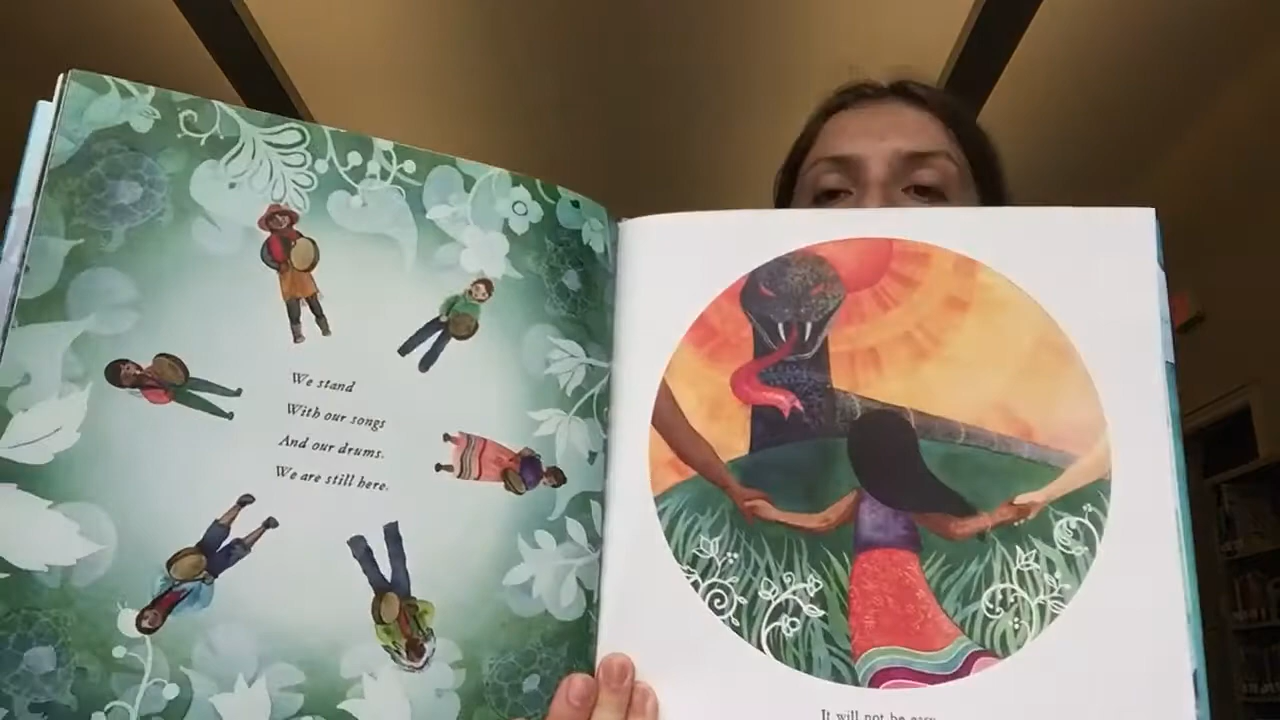 We stand
With our songs
And our drums.
We are still here.
It will not be easy